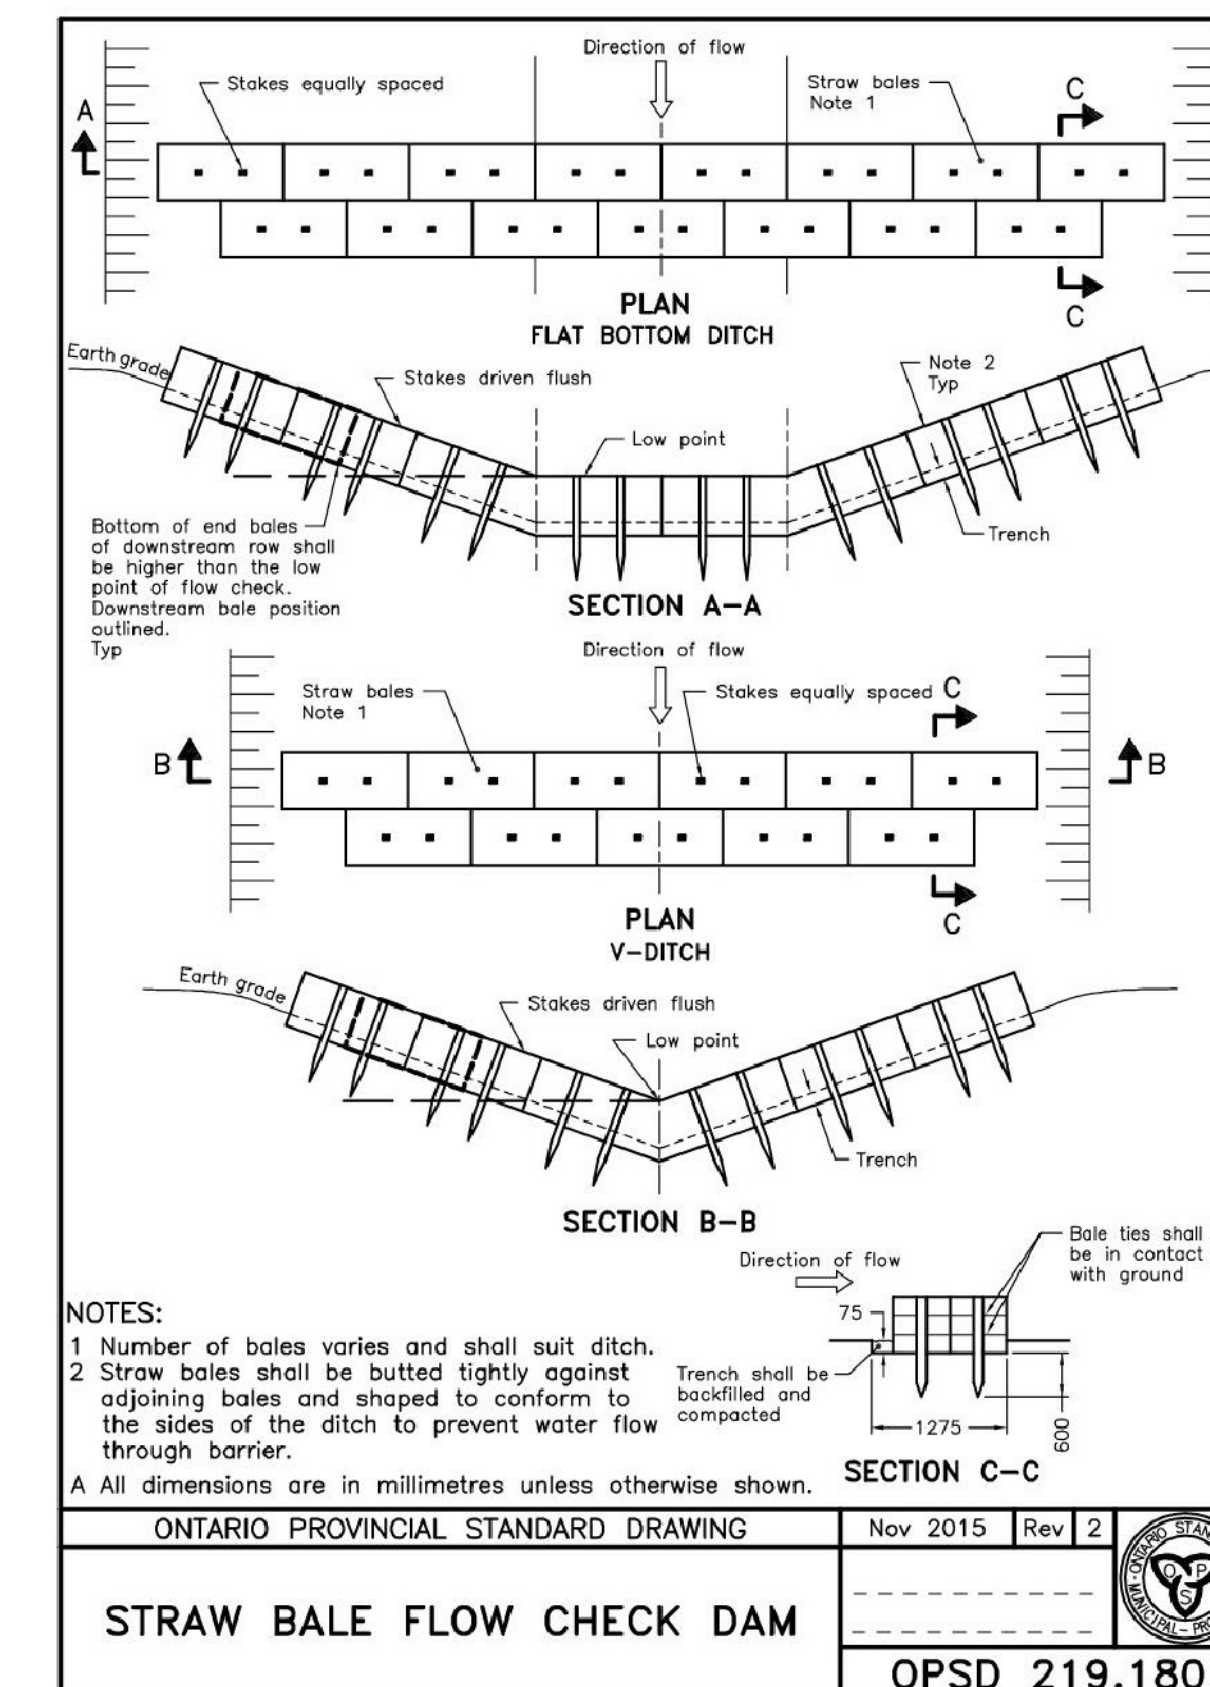 Direction of flow
Stakes equally spaced
Straw bales
Note 1
C
A
C
PLAN
FLAT BOTTOM DITCH
Earth grade
Stakes driven flush
Note 2
Typ
Low point
Bottom of end bales
of downstream row shall
be higher than the low
point of flow check.
Downstream bale position
outlined.
Typ
Trench
SECTION A-A
Direction of flow
Straw bales
Note 1
Stakes equally spaced
C
B
B
C
PLAN
V-DITCH
Earth grade
Stakes driven flush
Low point
Trench
SECTION B-B
Direction of flow
Bale ties shall
be in contact
with ground
75
Trench shall be
backfilled and
compacted
1275
600
SECTION C-C
NOTES:
1 Number of bales varies and shall suit ditch.
2 Straw bales shall be butted tightly against
adjoining bales and shaped to conform to
the sides of the ditch to prevent water flow
through barrier.
A All dimensions are in millimetres unless otherwise shown.
ONTARIO PROVINCIAL STANDARD DRAWING
Nov 2015
Rev
2
STRAW BALE FLOW CHECK DAM
OPS
OPSD 219.180